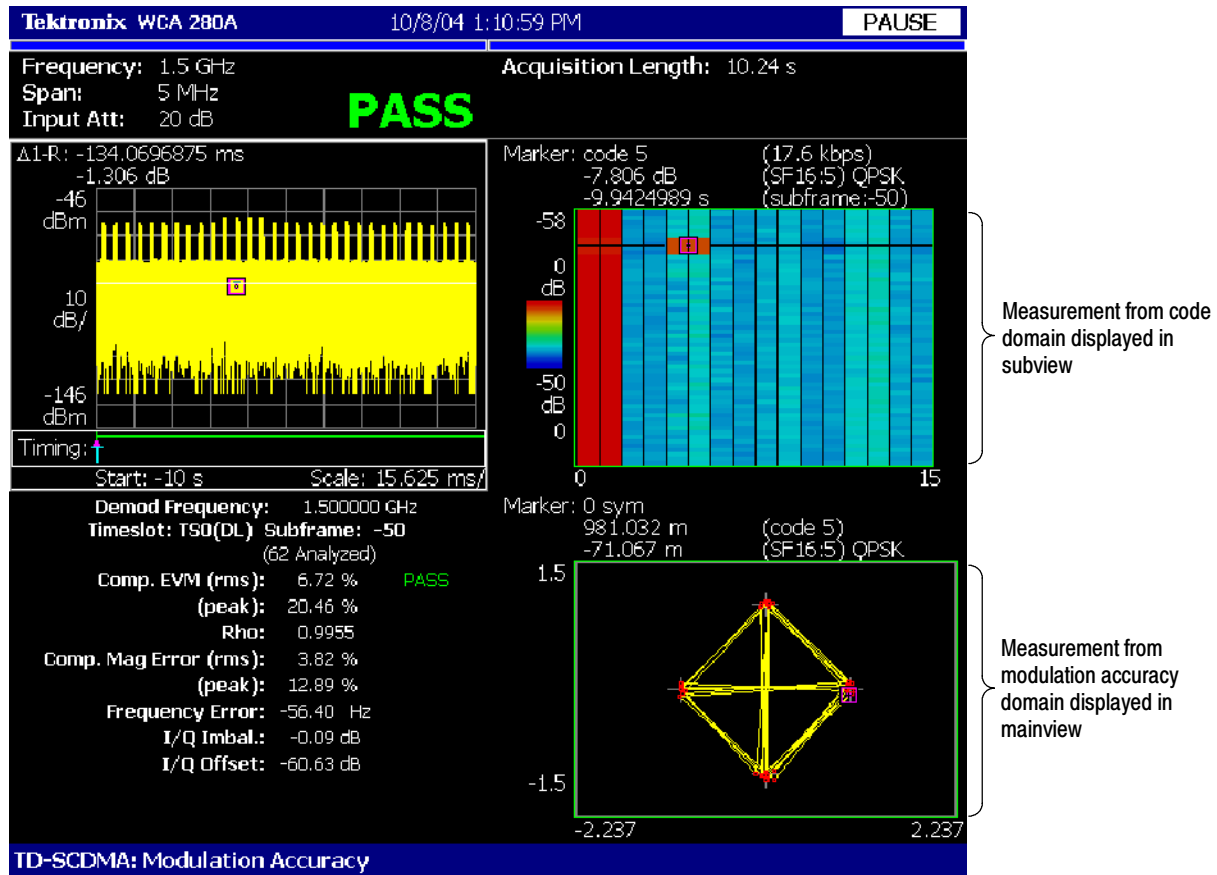 Tektronix WCA 280A 10/8/04 1:10:59 PM PAUSE
Frequency: 1.5 GHz
Span: 5 MHz
Input Att: 20 dB
PASS
Acquisition Length: 10.24 s
Δ1-R: -134.0696875 ms
-1.306 dB
-46
dBm
10
dB/
-146
dBm
Timing:
Start: -10 s Scale: 15.625 ms/
Marker: code 5 (17.6 kbps)
-7.806 dB (SF16:5) QPSK
-9.9424989 s (subframe:-50)
-58
0
dB
-50
dB
0
0 15
Measurement from code
domain displayed in
subview
Demod Frequency: 1.500000 GHz
Timeslot: TS0(DL) Subframe: -50
(62 Analyzed)
Comp. EVM (rms): 6.72 % PASS
(peak): 20.46 %
Rho: 0.9955
Comp. Mag Error (rms): 3.82 %
(peak): 12.89 %
Frequency Error: -56.40 Hz
I/Q Imbal.: -0.09 dB
I/Q Offset: -60.63 dB
Marker: 0 sym
981.032 m (code 5)
-71.067 m (SF16:5) QPSK
1.5
-1.5
-2.237 2.237
Measurement from
modulation accuracy
domain displayed in
mainview
TD-SCDMA: Modulation Accuracy